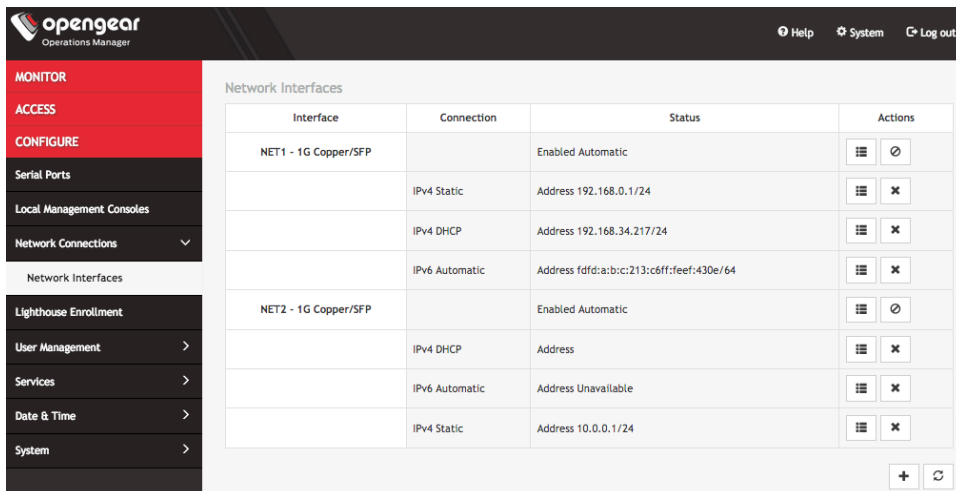 opengear
Operations Manager
Help
System
Log out
MONITOR
ACCESS
CONFIGURE
Serial Ports
Local Management Consoles
Network Connections
Network Interfaces
Lighthouse Enrollment
User Management
Services
Date & Time
System
Network Interfaces
Interface Connection Status Actions
NET1 - 1G Copper/SFP Enabled Automatic
IPv4 Static Address 192.168.0.1/24
IPv4 DHCP Address 192.168.34.217/24
IPv6 Automatic Address fdfd:a:b:c:213:c6ff:feef:430e/64
NET2 - 1G Copper/SFP Enabled Automatic
IPv4 DHCP Address
IPv6 Automatic Address Unavailable
IPv4 Static Address 10.0.0.1/24